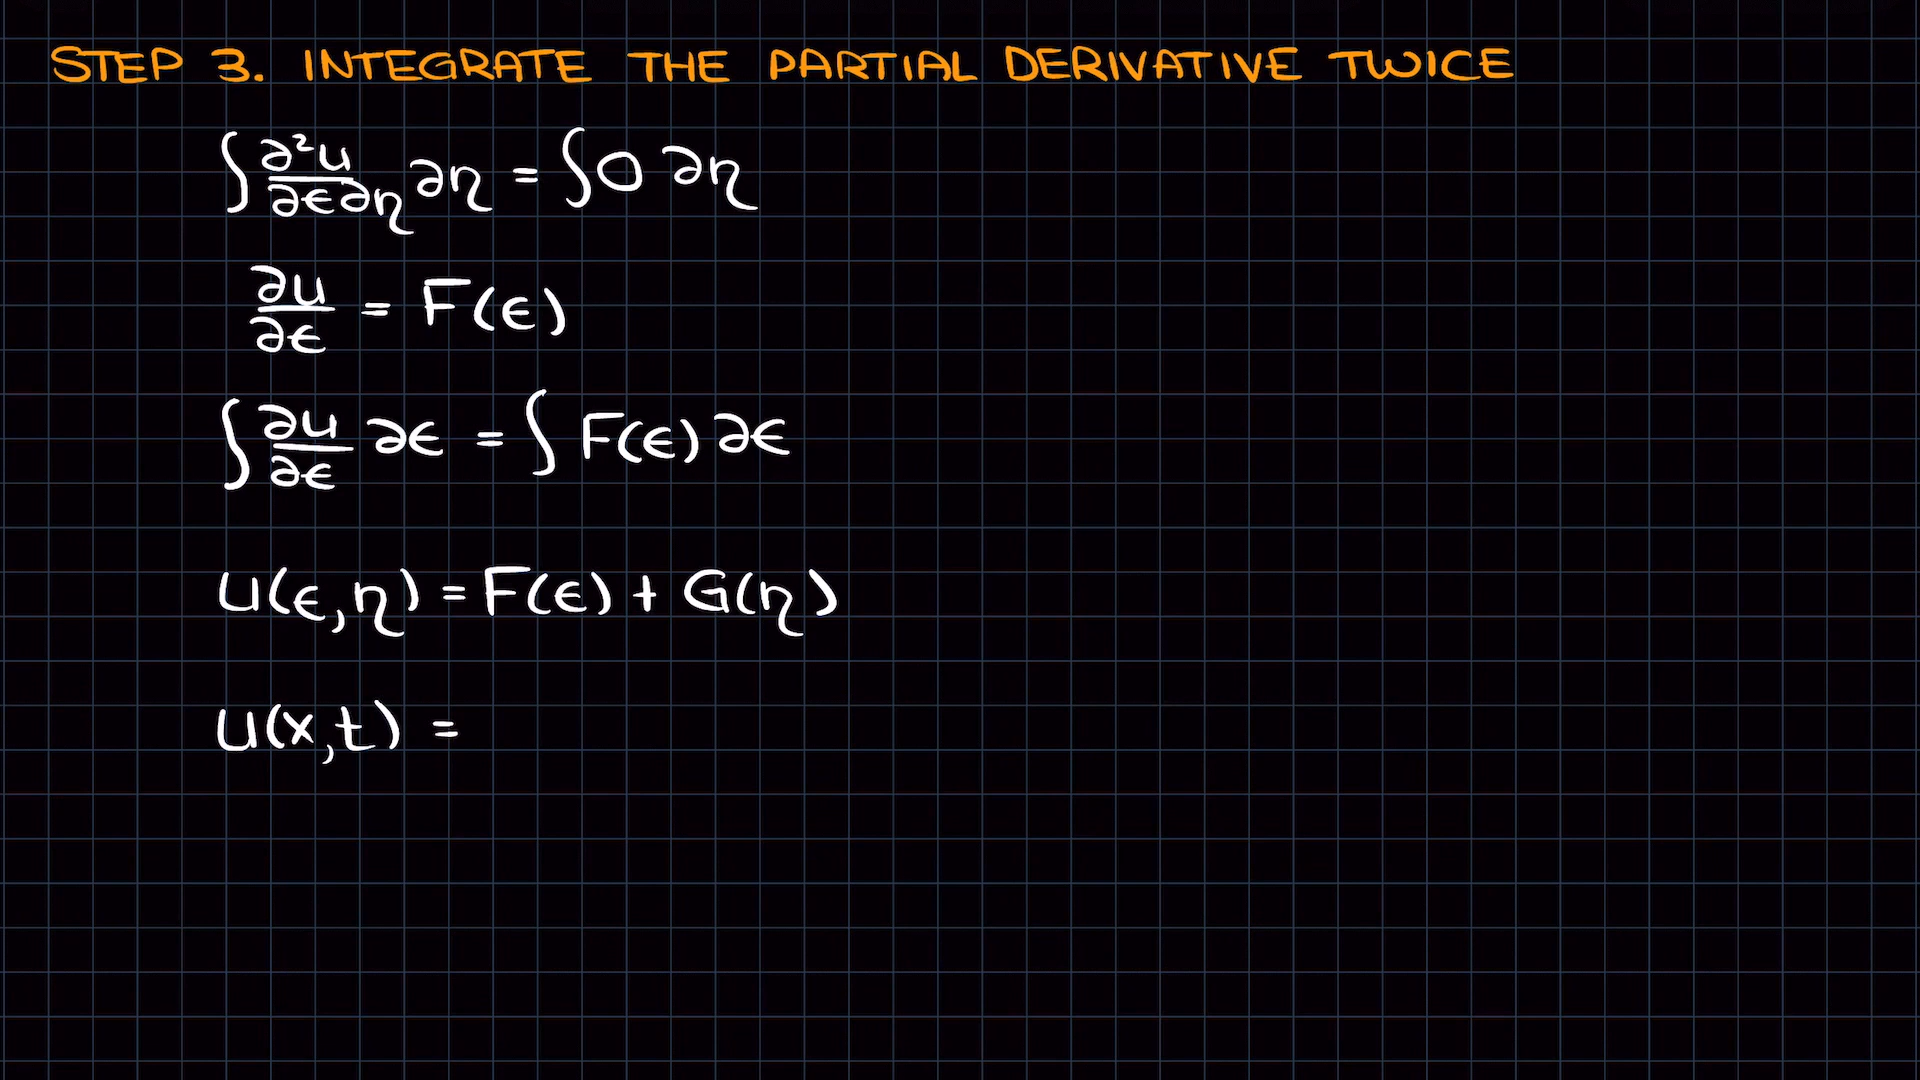 STEP 3. INTEGRATE THE PARTIAL DERIVATIVE TWICE
∫ ∂²u/∂ϵ∂η ∂η = ∫ 0 ∂η
∂u/∂ϵ = F(ϵ)
∫ ∂u/∂ϵ ∂ϵ = ∫ F(ϵ) ∂ϵ
u(ϵ,η) = F(ϵ) + G(η)
u(x,t) =